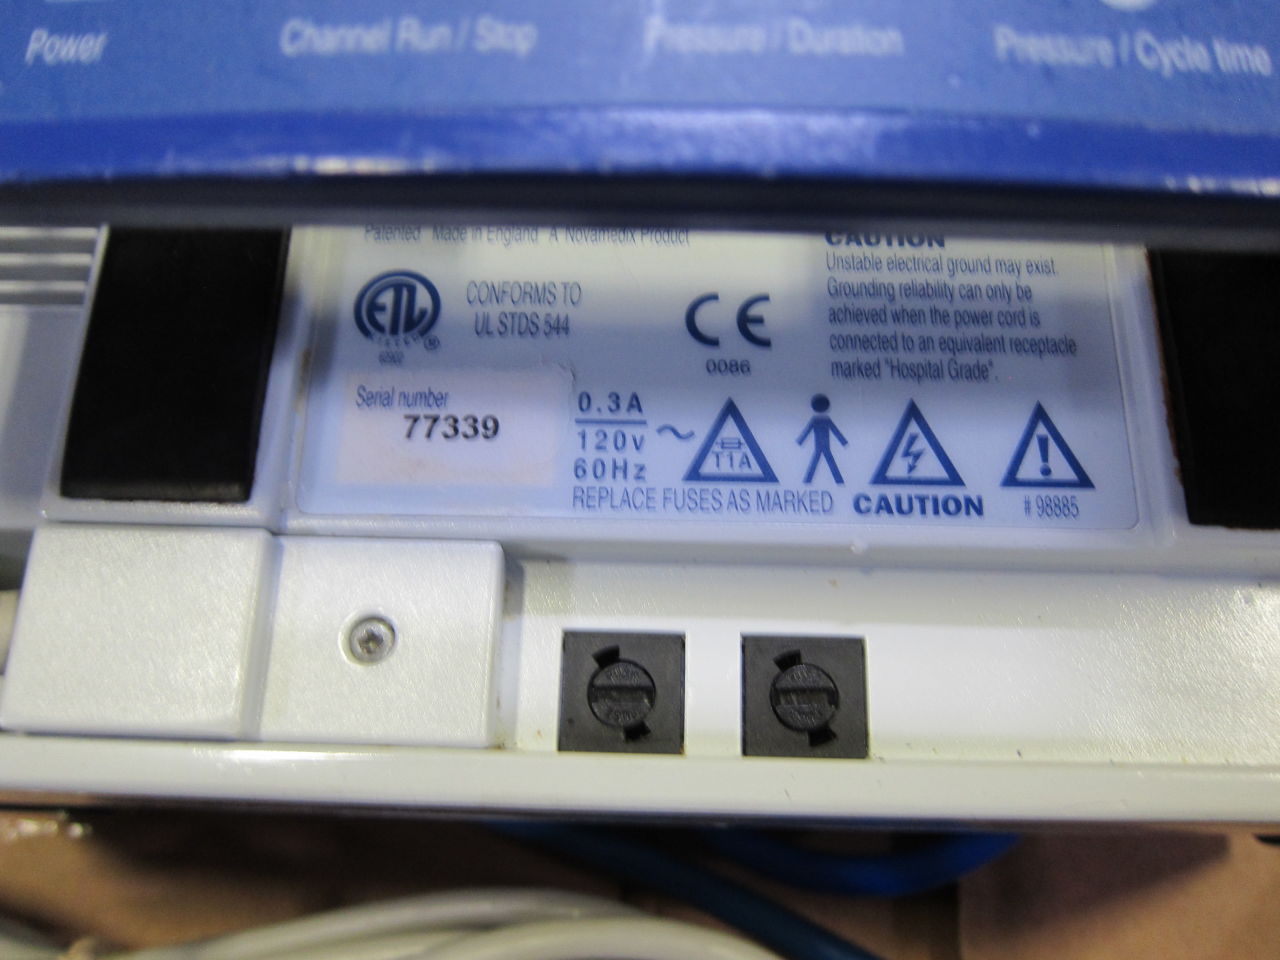 Power
Channel Run / Stop
Pressure / Duration
Pressure / Cycle time
Patented Made in England A Novamedix Product
ETL
LISTED
CONFORMS TO
UL STDS 544
CE
0086
CAUTION
Unstable electrical ground may exist.
Grounding reliability can only be
achieved when the power cord is
connected to an equivalent receptacle
marked "Hospital Grade".
Serial number
77339
0.3A
120v
60Hz
~
T1A
REPLACE FUSES AS MARKED
CAUTION
!
# 98885